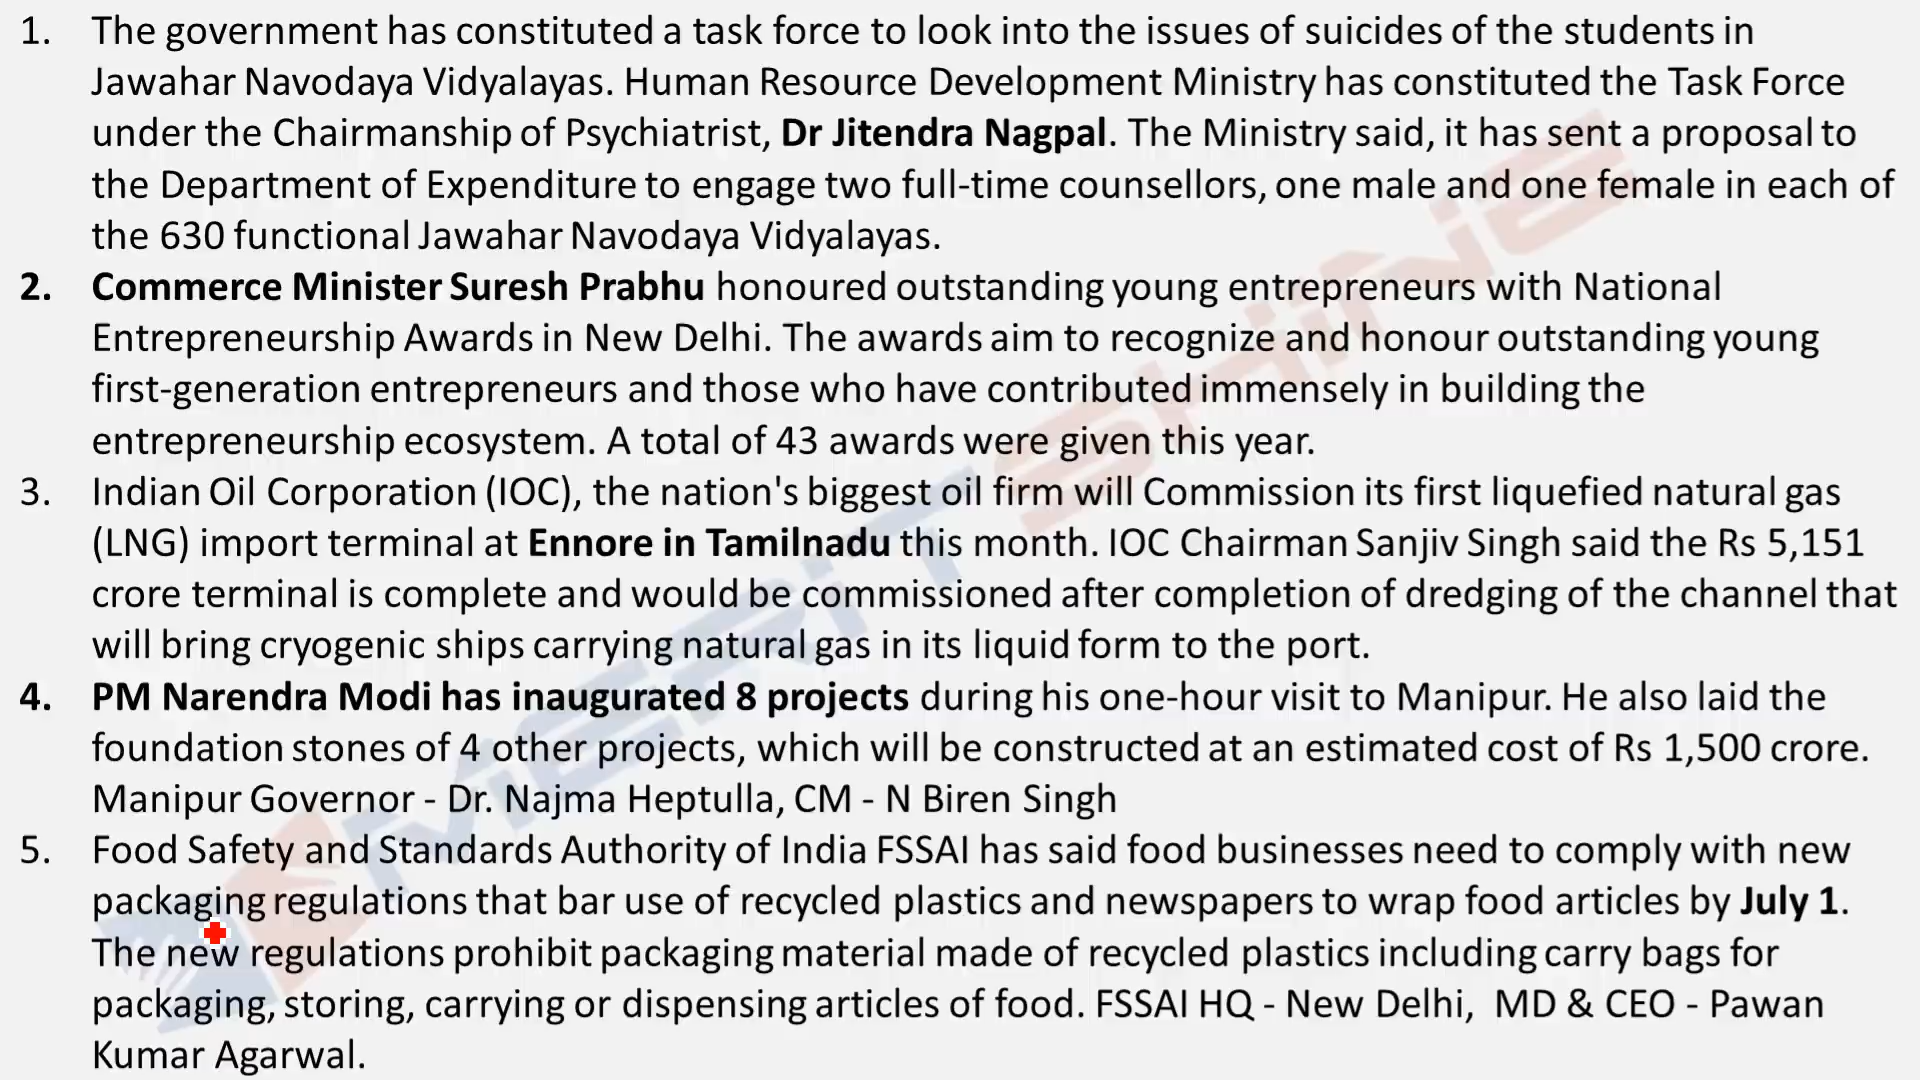 1. The government has constituted a task force to look into the issues of suicides of the students in
Jawahar Navodaya Vidyalayas. Human Resource Development Ministry has constituted the Task Force
under the Chairmanship of Psychiatrist, Dr Jitendra Nagpal. The Ministry said, it has sent a proposal to
the Department of Expenditure to engage two full-time counsellors, one male and one female in each of
the 630 functional Jawahar Navodaya Vidyalayas.
2. Commerce Minister Suresh Prabhu honoured outstanding young entrepreneurs with National
Entrepreneurship Awards in New Delhi. The awards aim to recognize and honour outstanding young
first-generation entrepreneurs and those who have contributed immensely in building the
entrepreneurship ecosystem. A total of 43 awards were given this year.
3. Indian Oil Corporation (IOC), the nation's biggest oil firm will Commission its first liquefied natural gas
(LNG) import terminal at Ennore in Tamilnadu this month. IOC Chairman Sanjiv Singh said the Rs 5,151
crore terminal is complete and would be commissioned after completion of dredging of the channel that
will bring cryogenic ships carrying natural gas in its liquid form to the port.
4. PM Narendra Modi has inaugurated 8 projects during his one-hour visit to Manipur. He also laid the
foundation stones of 4 other projects, which will be constructed at an estimated cost of Rs 1,500 crore.
Manipur Governor - Dr. Najma Heptulla, CM - N Biren Singh
5. Food Safety and Standards Authority of India FSSAI has said food businesses need to comply with new
packaging regulations that bar use of recycled plastics and newspapers to wrap food articles by July 1.
The new regulations prohibit packaging material made of recycled plastics including carry bags for
packaging, storing, carrying or dispensing articles of food. FSSAI HQ - New Delhi, MD & CEO - Pawan
Kumar Agarwal.
MERiT SHiiNE